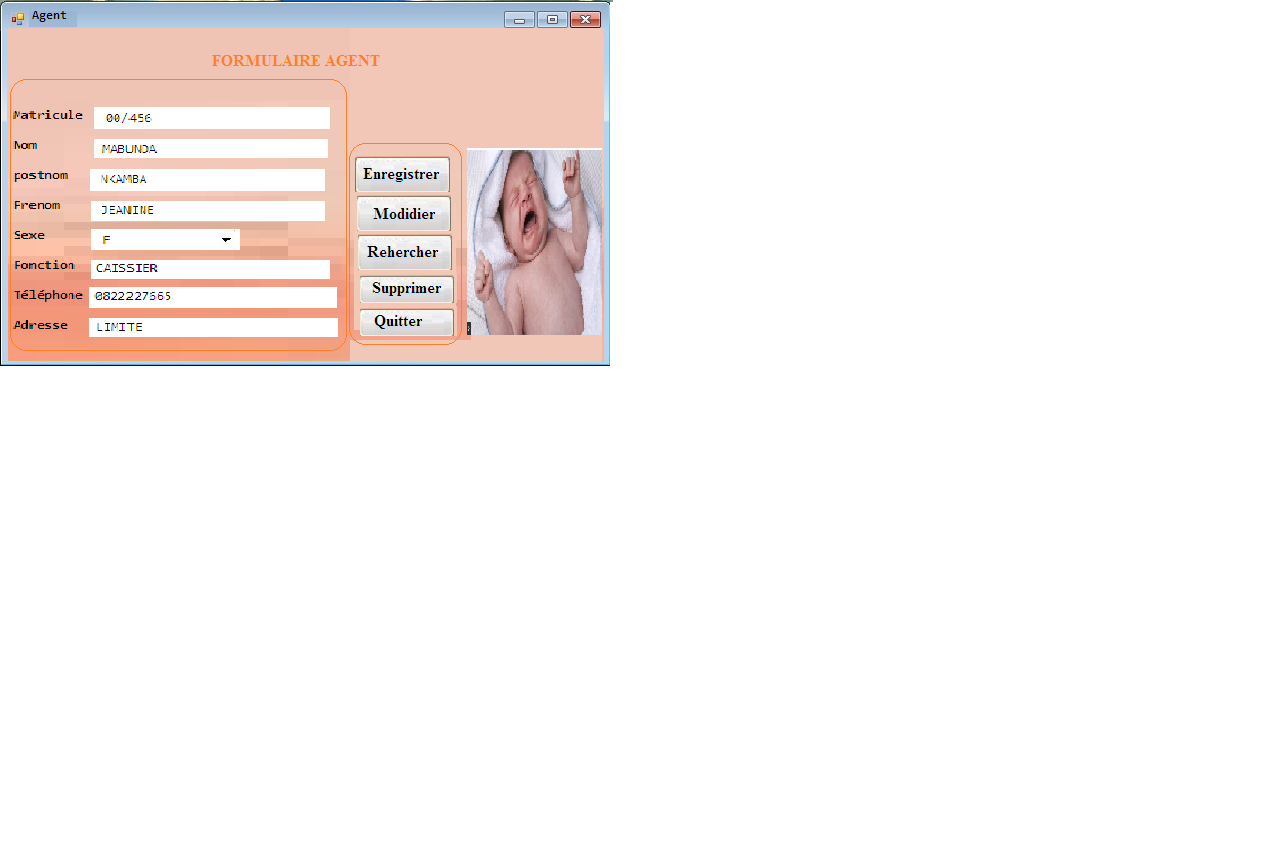 Agent
FORMULAIRE AGENT
Matricule 00/456
Nom MABUNDA
postnom NKAMBA
Prenom JEANINE
Sexe F
Fonction CAISSIER
Téléphone 0822227665
Adresse LIMITE
Enregistrer
Modidier
Rehercher
Supprimer
Quitter